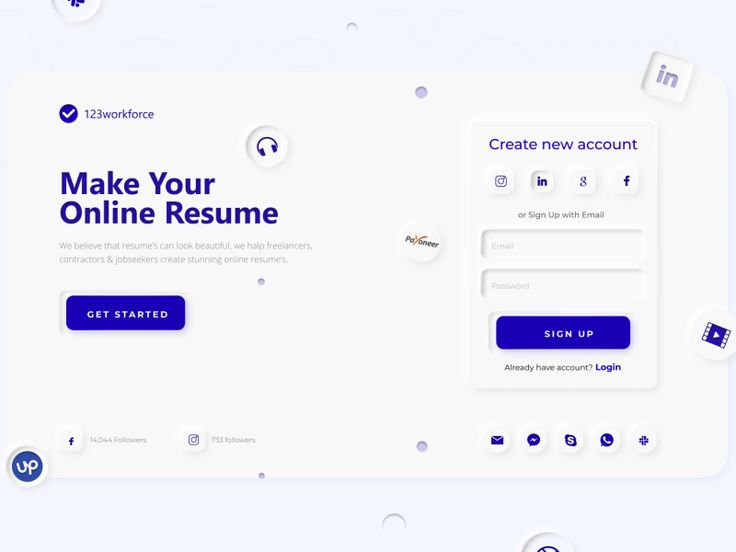 Make Your
123workforce
Make Your
Online Resume
We believe that resume's can look beautiful, we halp freelancers,
contractors & jobseekers create stunning online resume's.
GET STARTED
14,044 Followers
733 followers
Payoneer
Create new account
in
g
f
or Sign Up with Email
Email
Password
SIGN UP
Already have account? Login
in
up
f